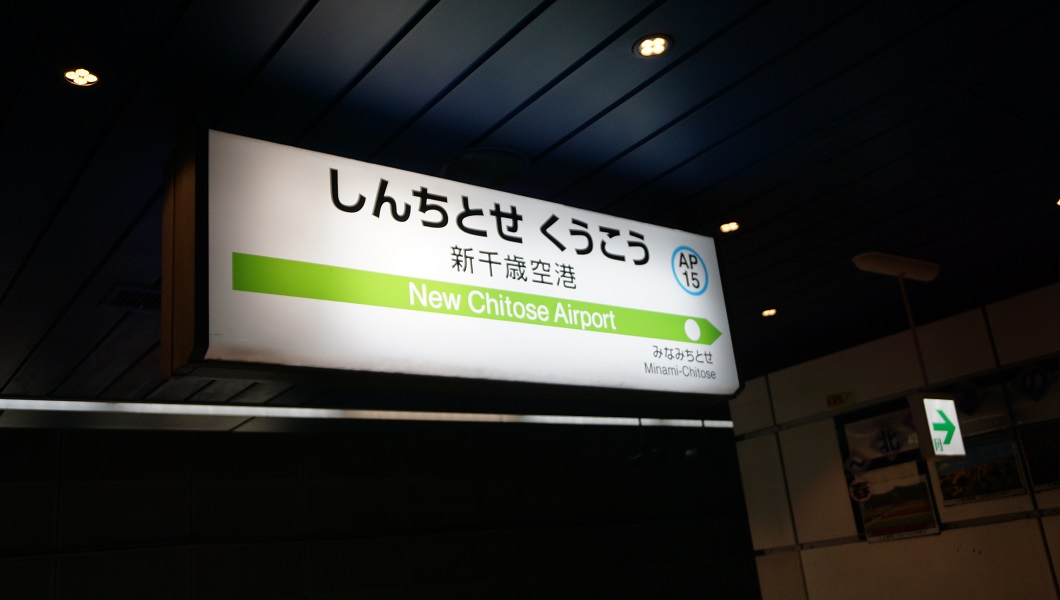 しんちとせ くうこう
新千歳空港
AP
15
New Chitose Airport
みなみちとせ
Minami-Chitose